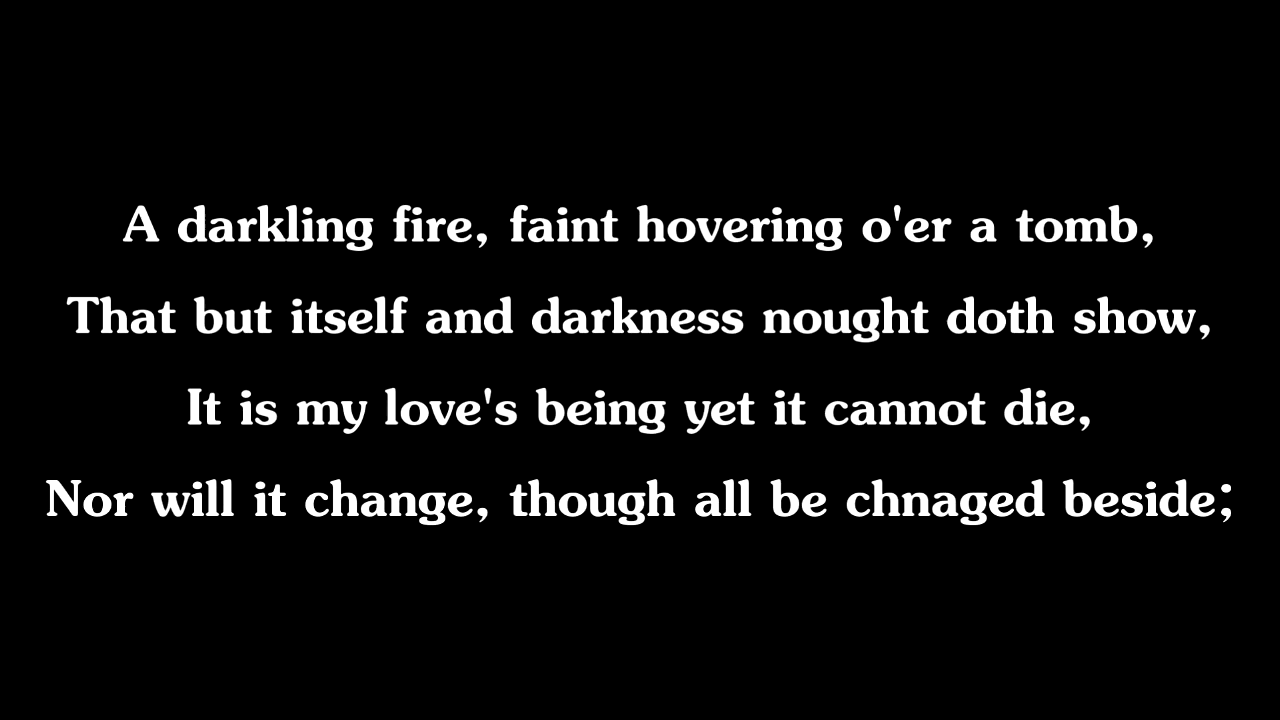 A darkling fire, faint hovering o'er a tomb,
That but itself and darkness nought doth show,
It is my love's being yet it cannot die,
Nor will it change, though all be chnaged beside;